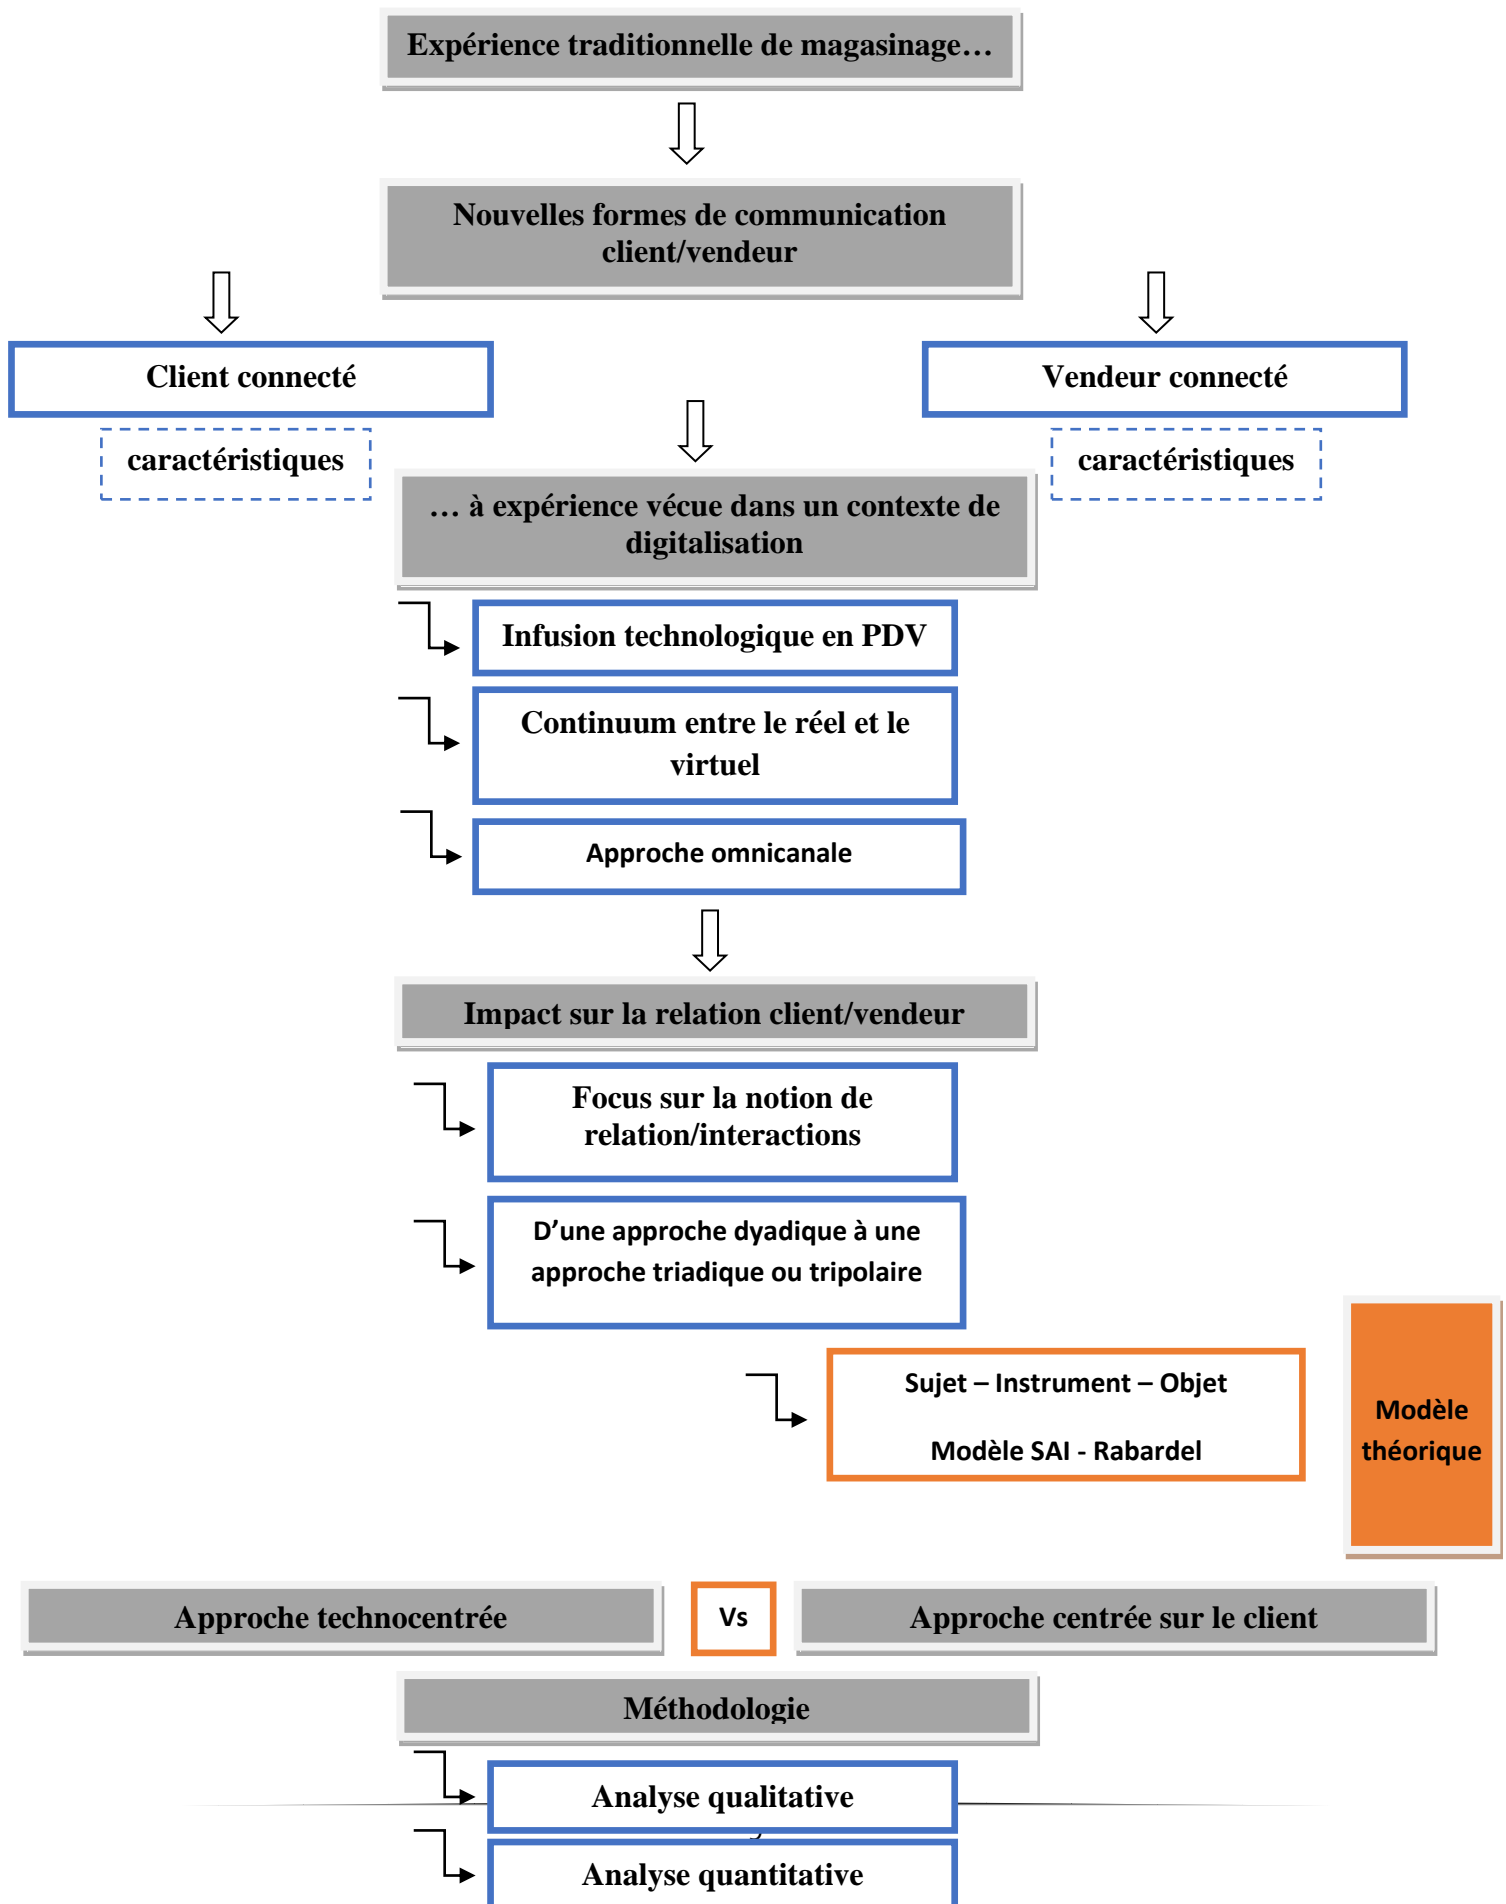 Expérience traditionnelle de magasinage…
Nouvelles formes de communication
client/vendeur
Client connecté
Vendeur connecté
caractéristiques
caractéristiques
… à expérience vécue dans un contexte de
digitalisation
Infusion technologique en PDV
Continuum entre le réel et le
virtuel
Approche omnicanale
Impact sur la relation client/vendeur
Focus sur la notion de
relation/interactions
D’une approche dyadique à une
approche triadique ou tripolaire
Sujet – Instrument – Objet
Modèle SAI - Rabardel
Modèle
théorique
Approche technocentrée
Vs
Approche centrée sur le client
Méthodologie
Analyse qualitative
Analyse quantitative